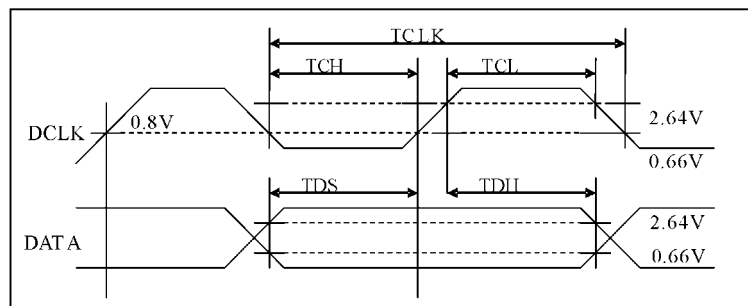 TCLK
TCH TCL
0.8V
DCLK
2.64V
0.66V
TDS TDH
DATA
2.64V
0.66V